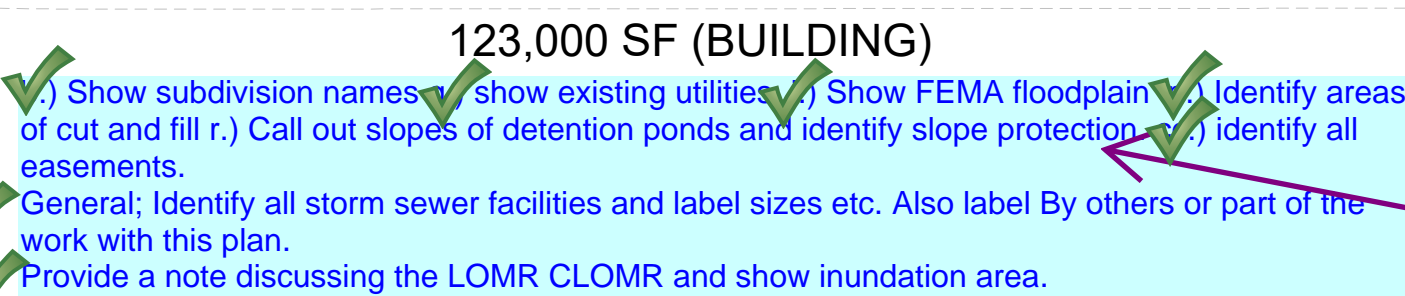 123,000 SF (BUILDING)
.) Show subdivision names g.) show existing utilities .) Show FEMA floodplain .) Identify areas
of cut and fill r.) Call out slopes of detention ponds and identify slope protection. .) identify all
easements.
General; Identify all storm sewer facilities and label sizes etc. Also label By others or part of the
work with this plan.
Provide a note discussing the LOMR CLOMR and show inundation area.